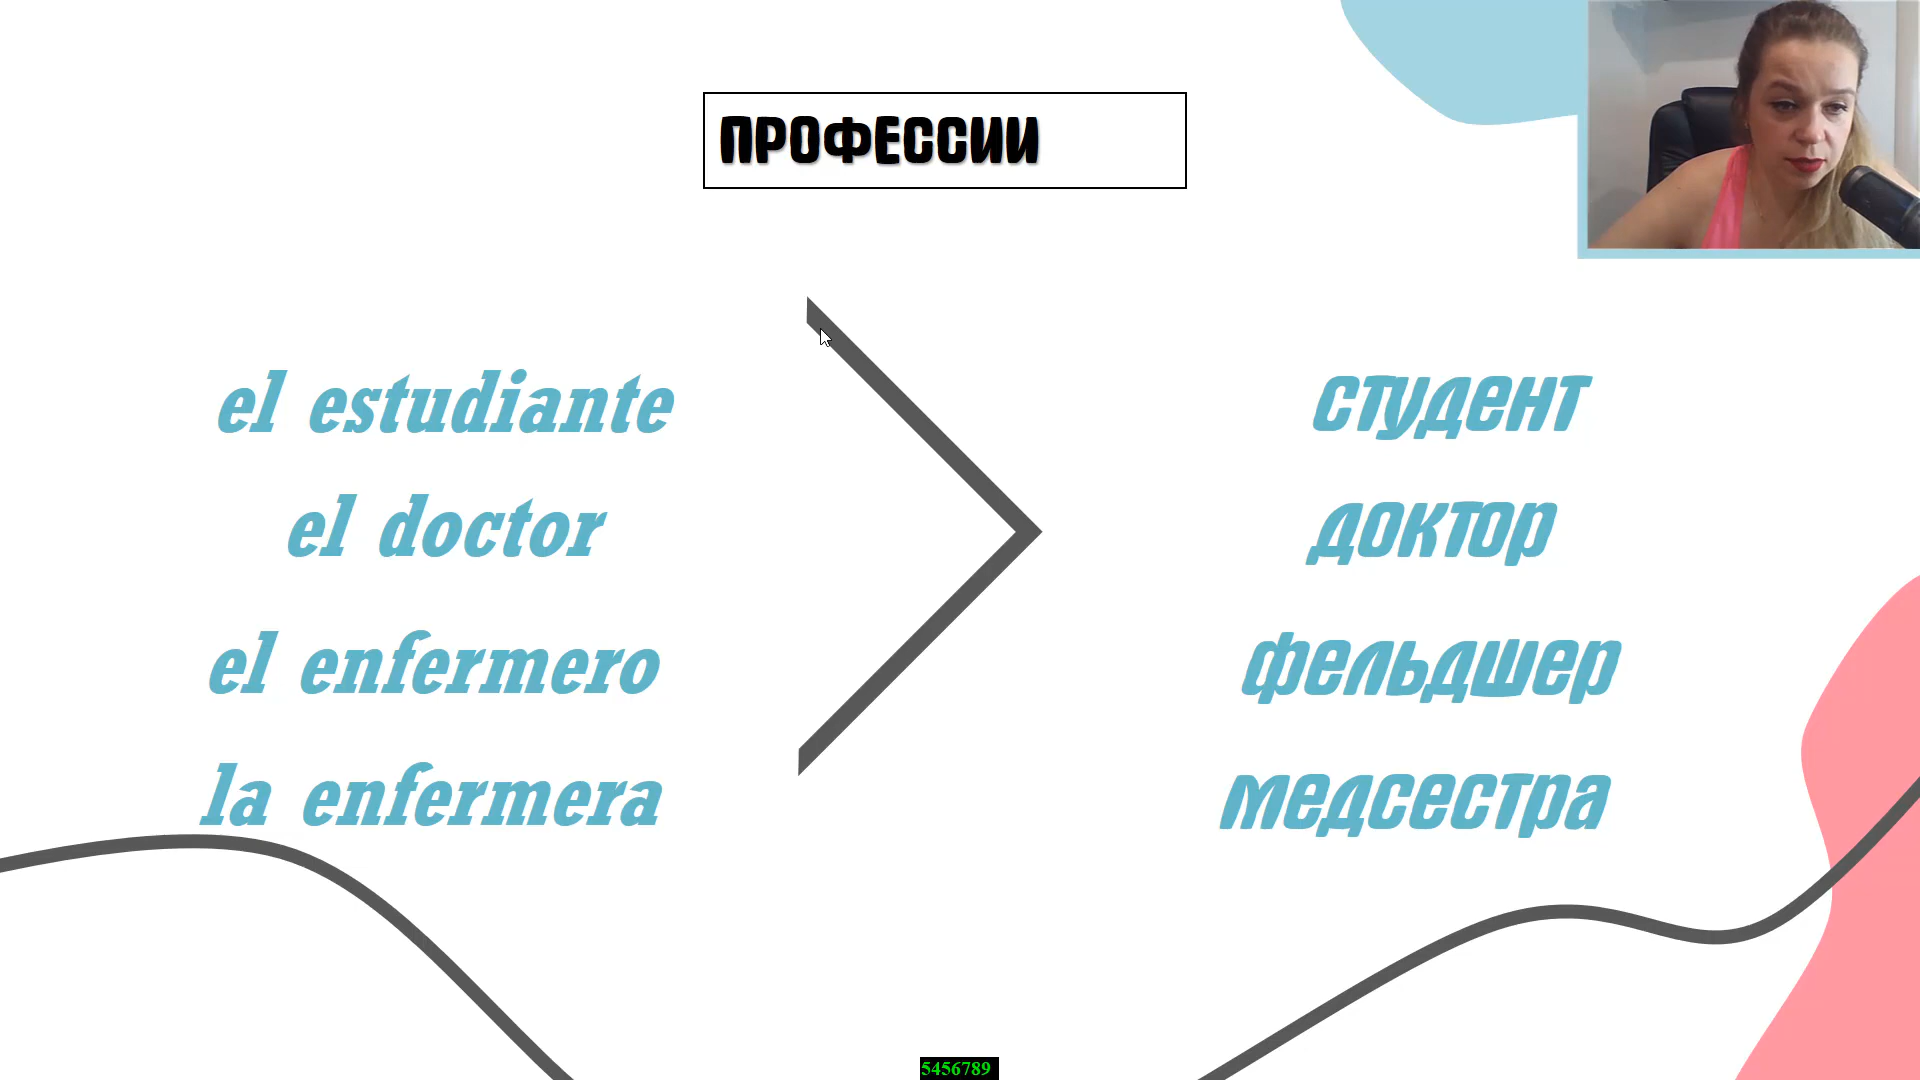 ПРОФЕССИИ
el estudiante
студент
el doctor
доктор
el enfermero
фельдшер
la enfermera
медсестра
5456789